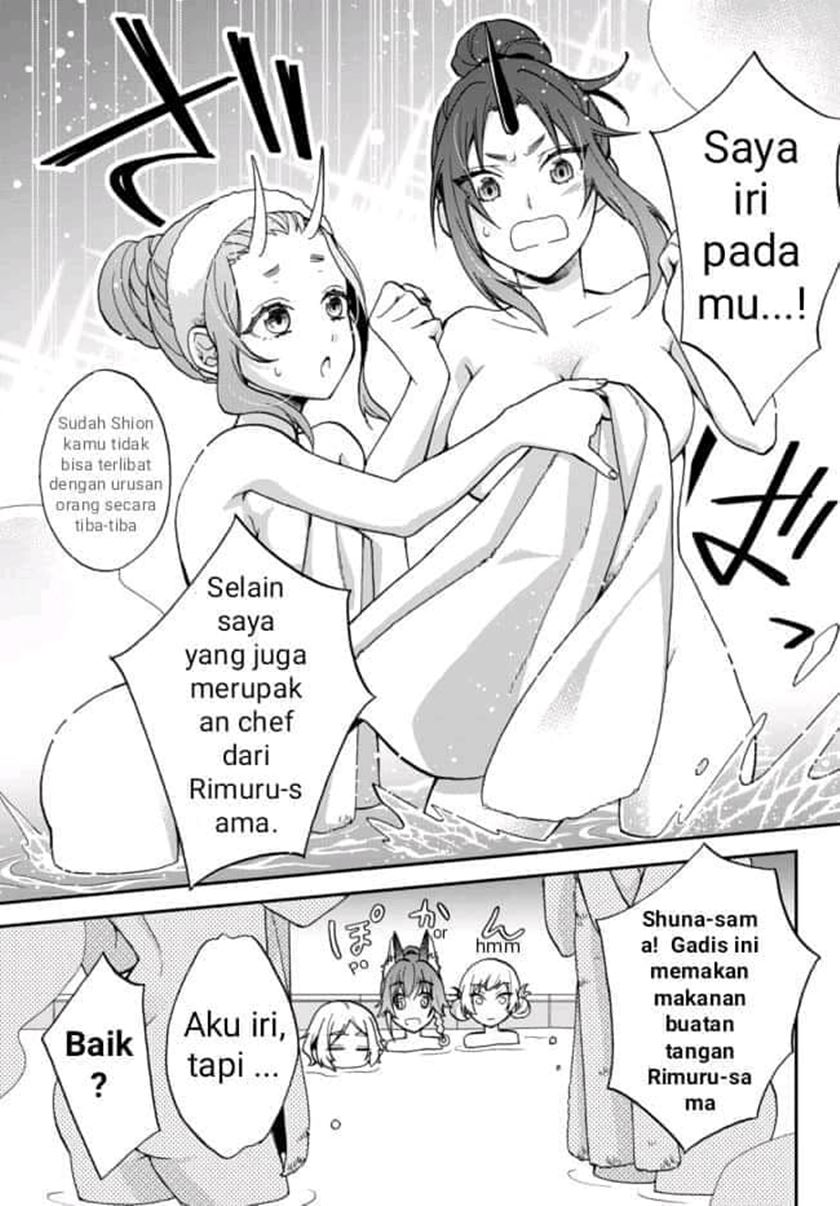 ざ
Saya
iri
pada
mu...!
ば
っ
Sudah Shion
kamu tidak
bisa terlibat
dengan urusan
orang secara
tiba-tiba
Selain
saya
yang juga
merupak
an chef
dari
Rimuru-s
ama.
Shuna-sam
a! Gadis ini
memakan
makanan
buatan
tangan
Rimuru-sa
ma
ぽ
か
ん
or
hmm
Aku iri,
tapi ...
Baik
?